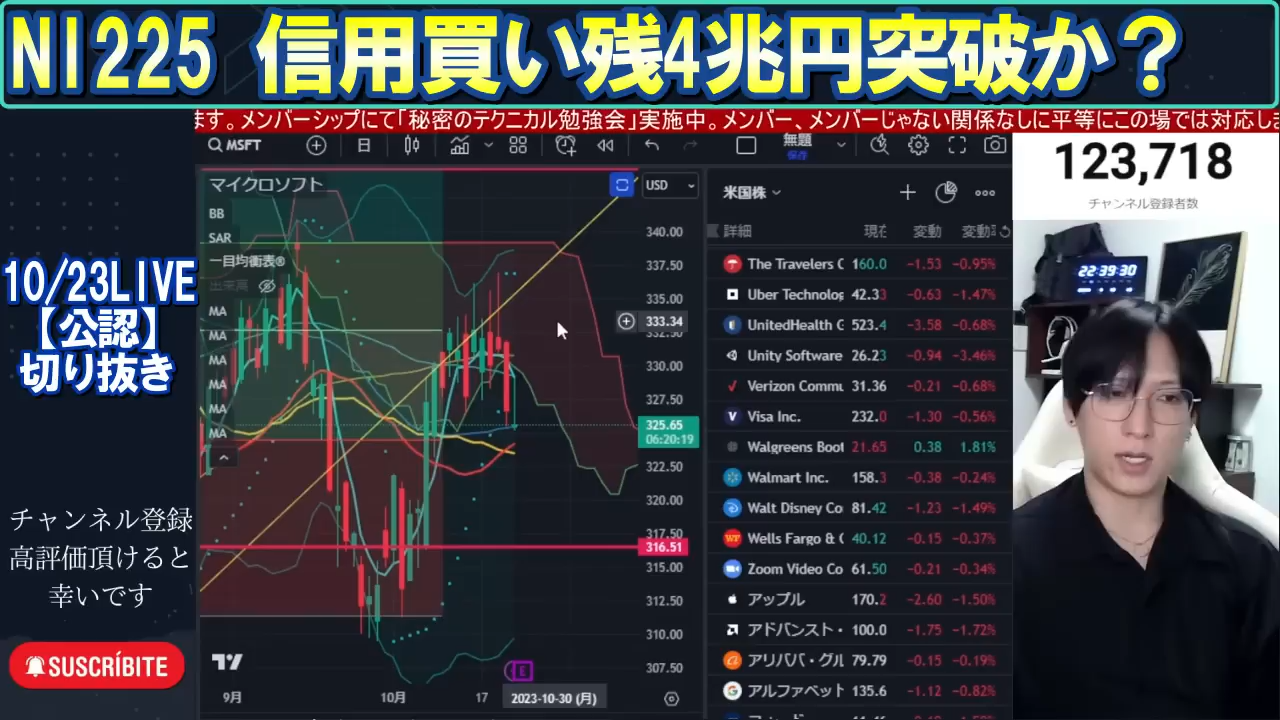 NI225 信用買い残4兆円突破か？
ます。メンバーシップにて「秘密のテクニカル勉強会」実施中。メンバー、メンバーじゃない関係なしに平等にこの場では対応しま
MSFT
日
無題
保存
123,718
チャンネル登録者数
マイクロソフト
USD
BB
SAR
一目均衡表
出来高
MA
MA
MA
MA
MA
MA
340.00
337.50
335.00
333.34
332.50
330.00
327.50
325.65
06:20:19
322.50
320.00
317.50
316.51
315.00
312.50
310.00
307.50
9月
10月
17
2023-10-30 (月)
E
米国株
詳細 現在 変動 変動
The Travelers C 160.0 −1.53 −0.95%
Uber Technolog 42.33 −0.63 −1.47%
UnitedHealth G 523.4 −3.58 −0.68%
Unity Software 26.23 −0.94 −3.46%
Verizon Commu 31.36 −0.21 −0.68%
Visa Inc. 232.0 −1.30 −0.56%
Walgreens Boot 21.65 0.38 1.81%
Walmart Inc. 158.3 −0.38 −0.24%
Walt Disney Co 81.42 −1.23 −1.49%
Wells Fargo & C 40.12 −0.15 −0.37%
Zoom Video Co 61.50 −0.21 −0.34%
アップル 170.2 −2.60 −1.50%
アドバンスト・ 100.0 −1.75 −1.72%
アリババ・グル 79.79 −0.15 −0.19%
アルファベット 135.6 −1.12 −0.82%
22:39:30
10/23LIVE
【公認】
切り抜き
チャンネル登録
高評価頂けると
幸いです
SUSCRÍBITE